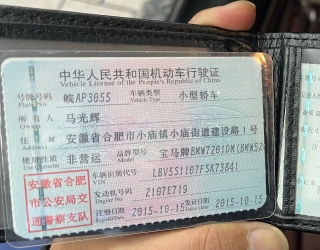 中华人民共和国机动车行驶证
Vehicle License of the People's Republic of China
号牌号码 皖AP3055 车辆类型 小型轿车
Plate No. Vehicle Type
所有人 马光辉
Owner
住址 安徽省合肥市小庙镇小庙街道建设路1号
Address
使用性质 非营运 品牌型号 宝马牌BMW7201OM(BMW52
Use Character Model
安徽省合肥市公安局交通警察支队
车辆识别代号 LBV5S1107FSK73841
VIN
发动机号码 2107E719
Engine No.
注册日期 2015-10-15 发证日期 2015-10-15
Register Date Issue Date